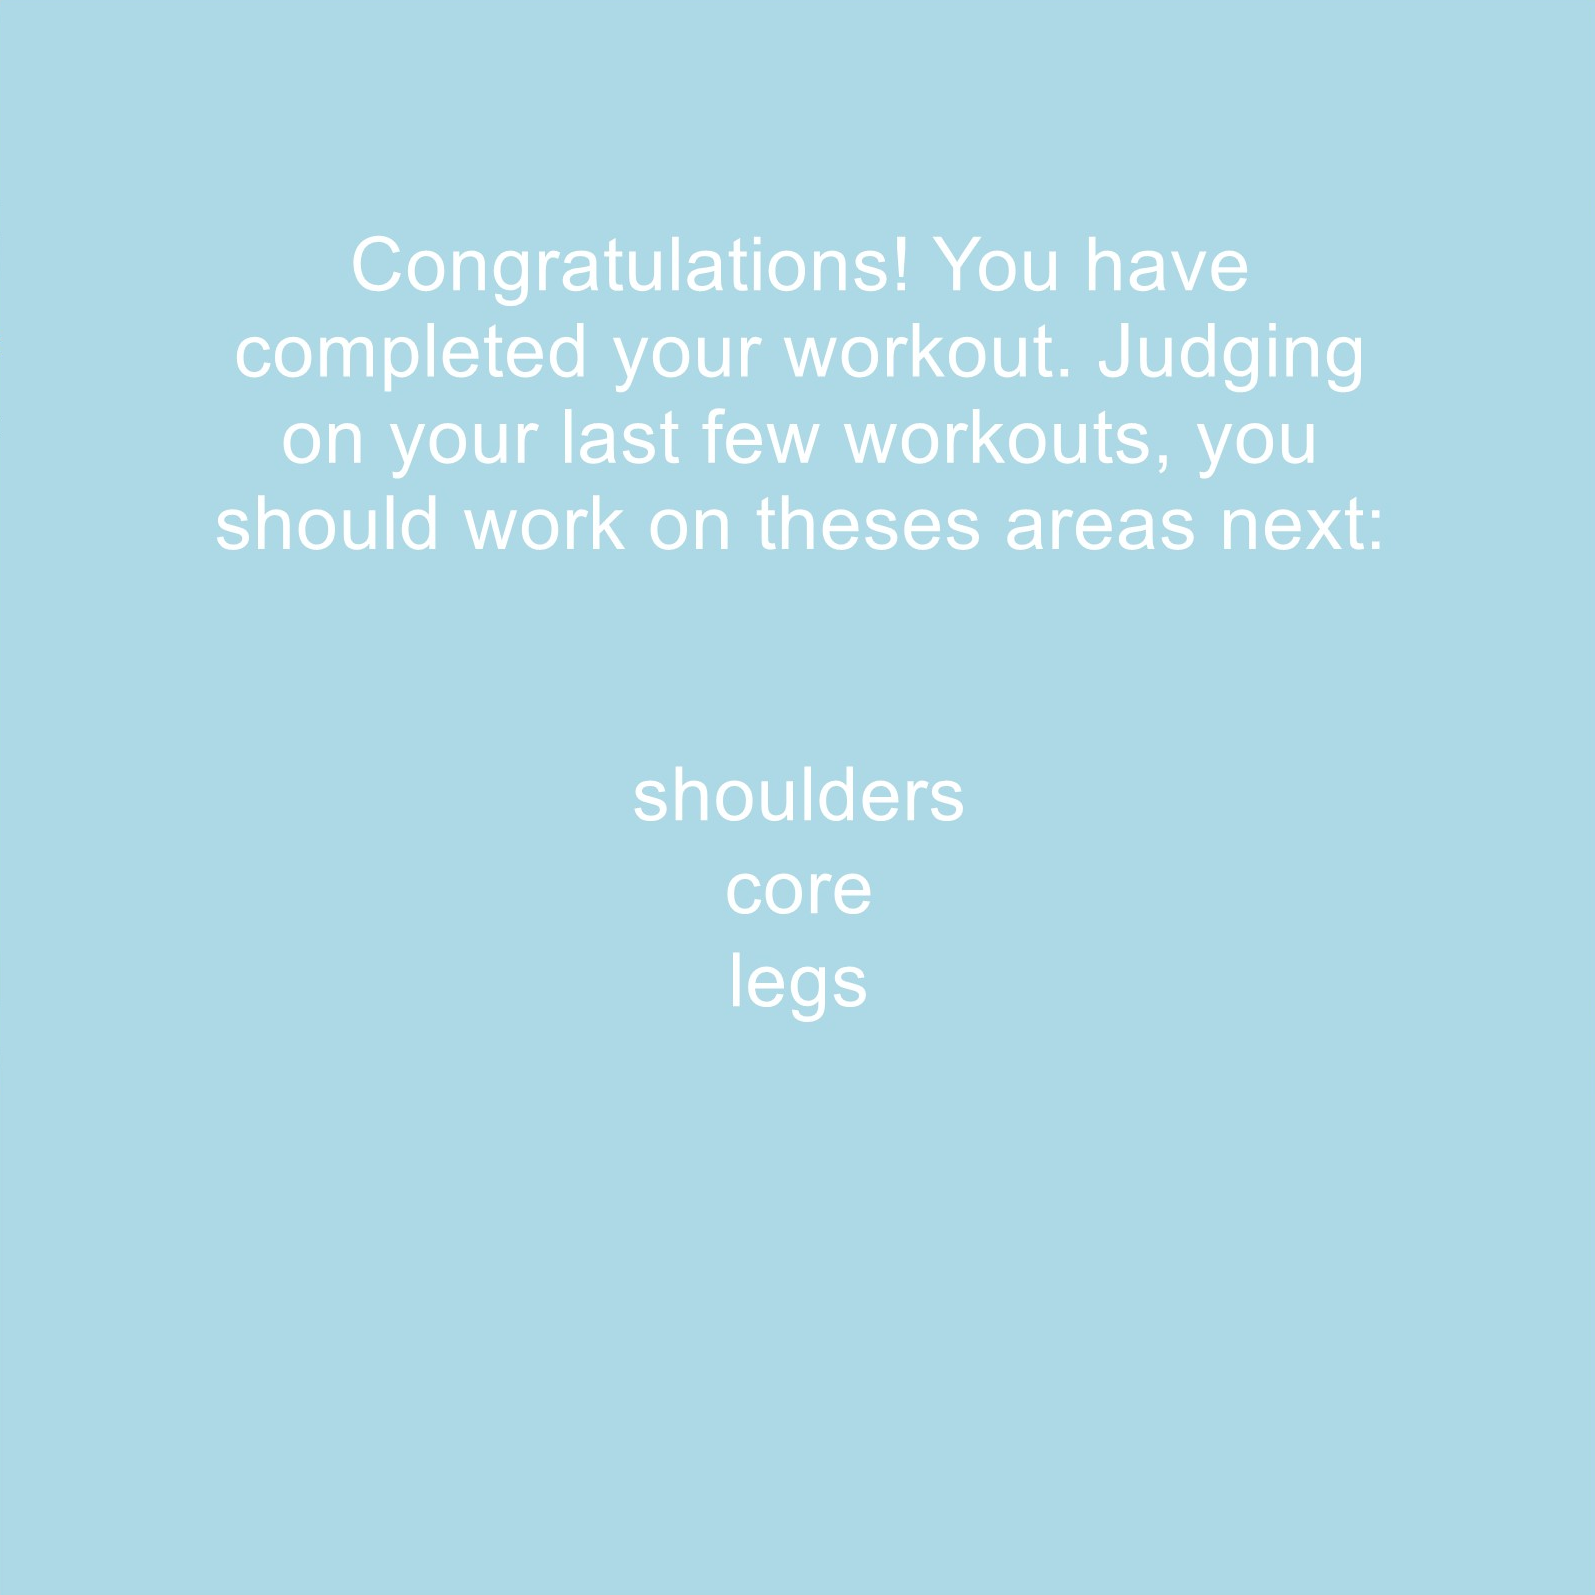 Congratulations! You have
completed your workout. Judging
on your last few workouts, you
should work on theses areas next:
shoulders
core
legs